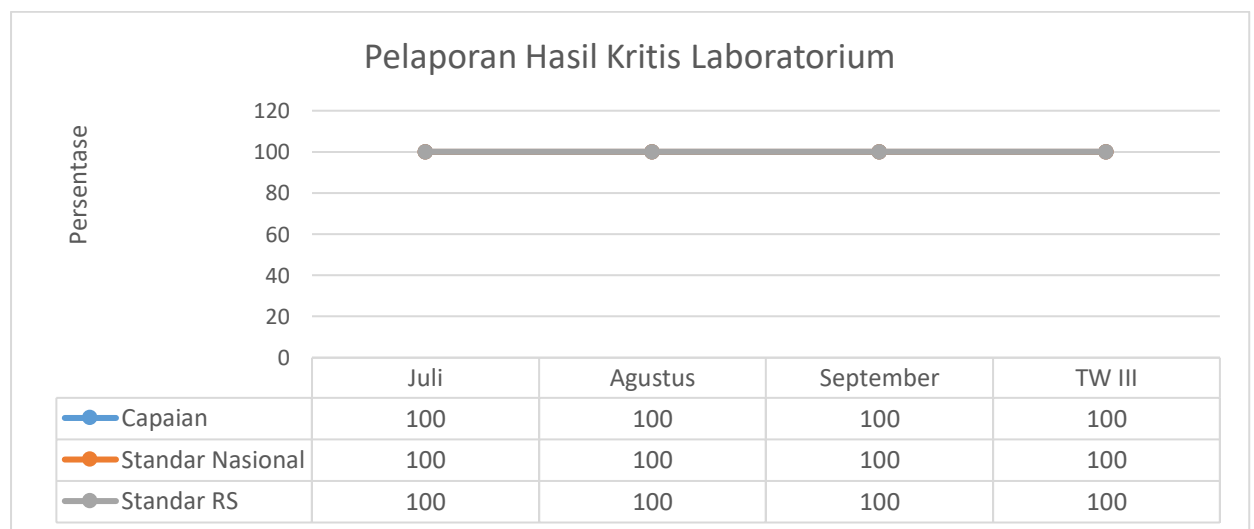 Pelaporan Hasil Kritis Laboratorium
Persentase
120
100
80
60
40
20
0
Juli Agustus September TW III
Capaian 100 100 100 100
Standar Nasional 100 100 100 100
Standar RS 100 100 100 100